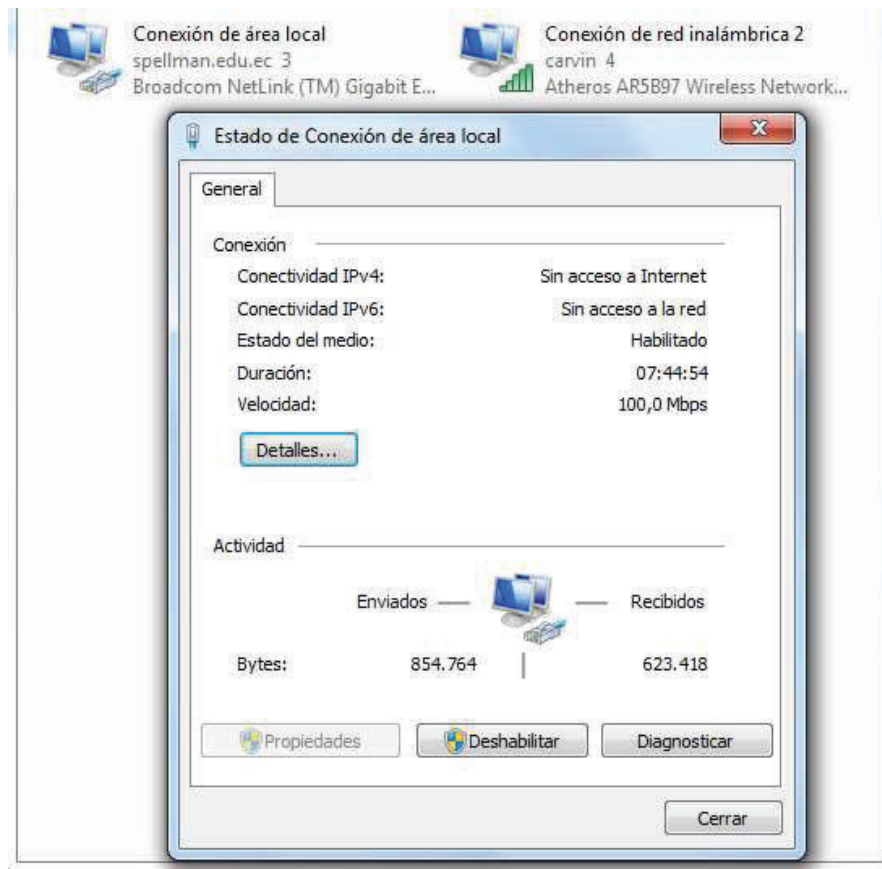 Conexión de área local
spellman.edu.ec 3
Broadcom NetLink (TM) Gigabit E...
Conexión de red inalámbrica 2
carvin 4
Atheros AR5B97 Wireless Network...
Estado de Conexión de área local
General
Conexión
Conectividad IPv4: Sin acceso a Internet
Conectividad IPv6: Sin acceso a la red
Estado del medio: Habilitado
Duración: 07:44:54
Velocidad: 100,0 Mbps
Detalles...
Actividad
Enviados Recibidos
Bytes: 854.764 623.418
Propiedades Deshabilitar Diagnosticar
Cerrar